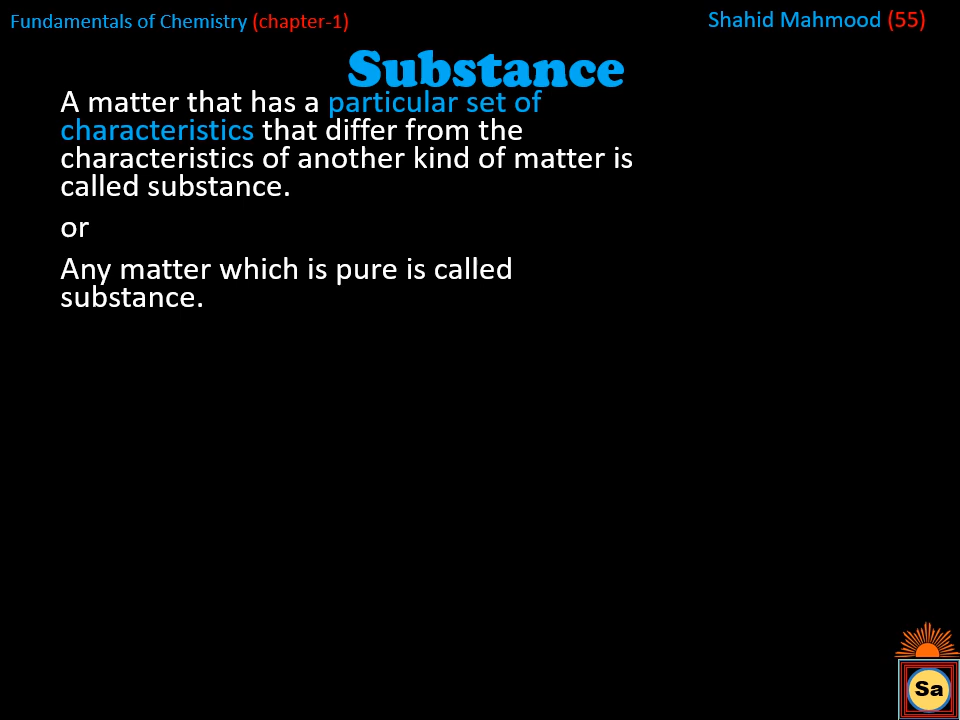 Fundamentals of Chemistry (chapter-1)
Shahid Mahmood (55)
Substance
A matter that has a particular set of
characteristics that differ from the
characteristics of another kind of matter is
called substance.
or
Any matter which is pure is called
substance.
Sa